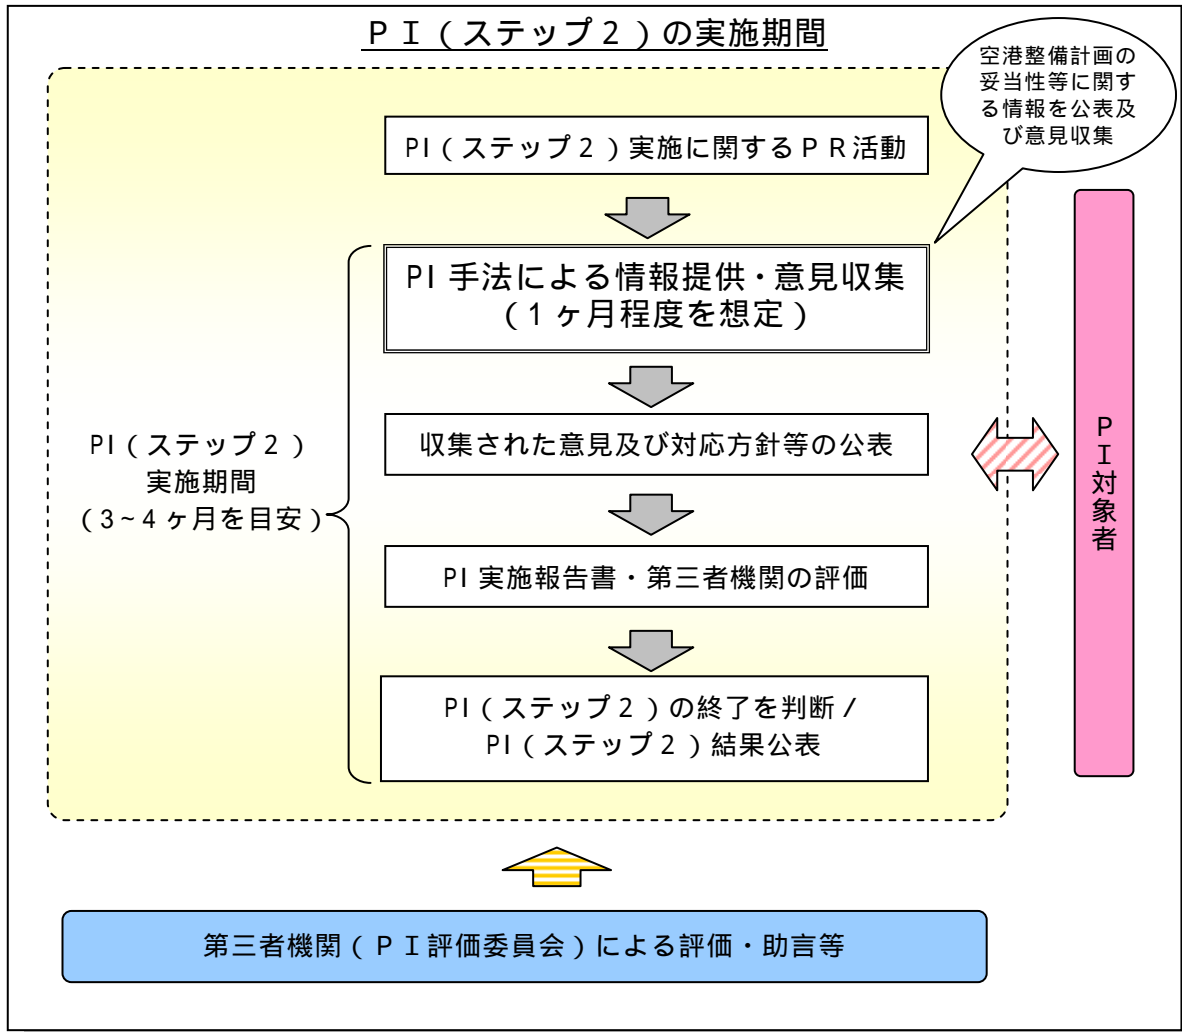 ＰＩ（ステップ２）の実施期間
空港整備計画の
妥当性等に関す
る情報を公表及
び意見収集
PI（ステップ２）実施に関するＰＲ活動
PI 手法による情報提供・意見収集
（１ヶ月程度を想定）
収集された意見及び対応方針等の公表
PI（ステップ２）
実施期間
（3~4 ヶ月を目安）
PI 実施報告書・第三者機関の評価
PI（ステップ２）の終了を判断／
PI（ステップ２）結果公表
ＰＩ対象者
第三者機関（ＰＩ評価委員会）による評価・助言等